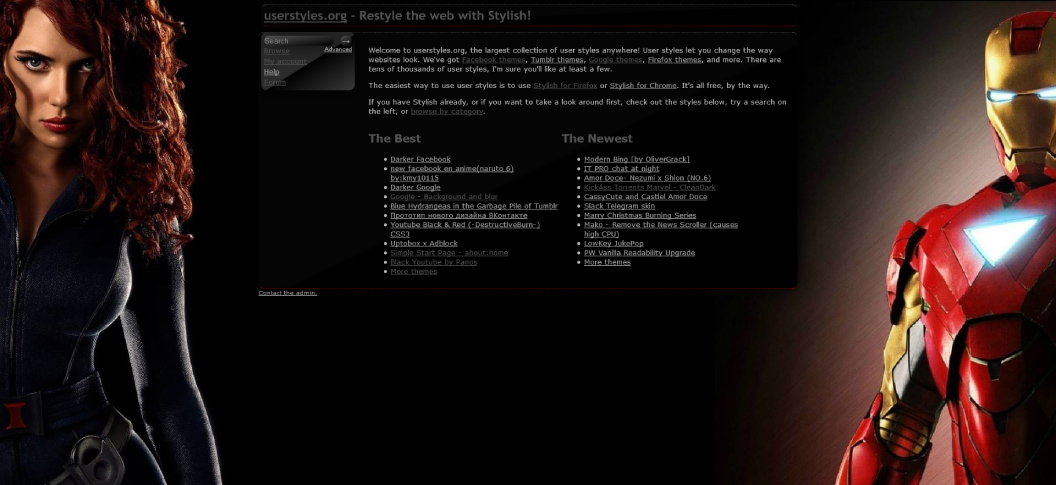 userstyles.org - Restyle the web with Stylish!
Search
Browse
Advanced
My account
Help
Forum
Welcome to userstyles.org, the largest collection of user styles anywhere! User styles let you change the way
websites look. We've got Facebook themes, Tumblr themes, Google themes, Firefox themes, and more. There are
tens of thousands of user styles, I'm sure you'll like at least a few.
The easiest way to use user styles is to use Stylish for Firefox or Stylish for Chrome. It's all free, by the way.
If you have Stylish already, or if you want to take a look around first, check out the styles below, try a search on
the left, or browse by category.
The Best
Darker Facebook
new facebook en anime(naruto 6)
by:kmy10115
Darker Google
Google - Background and blur
Blue Hydrangeas in the Garbage Pile of Tumblr
Прототип нового дизайна ВКонтакте
Youtube Black & Red (-DestructiveBurn-)
CSS3
Uptobox x Adblock
Simple Start Page - about:home
Black Youtube by Panos
More themes
The Newest
Modern Bing [by OliverGrack]
IT PRO chat at night
Amor Doce- Nezumi x Shion (NO.6)
KickAss Torrents Marvel - CleanDark
CassyCute and Castiel Amor Doce
Slack Telegram skin
Marry Christmas Burning Series
Mako - Remove the News Scroller (causes
high CPU)
LowKey JukePop
PW Vanilla Readability Upgrade
More themes
Contact the admin.